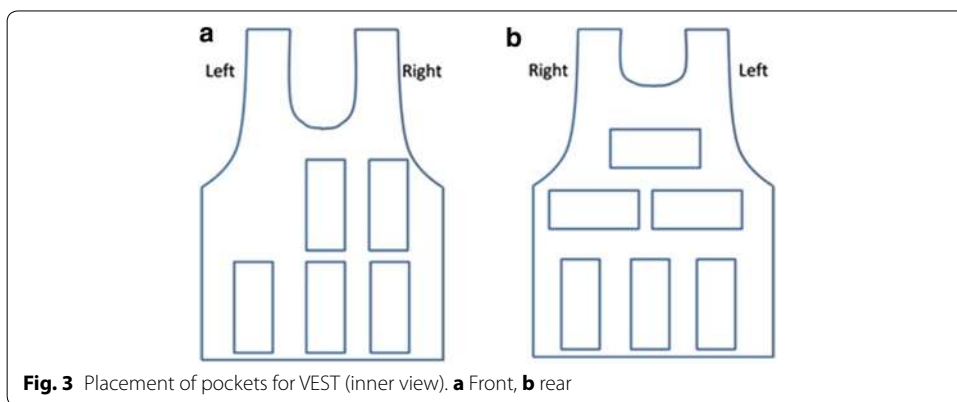 a
b
Left
Right
Right
Left
Fig. 3 Placement of pockets for VEST (inner view). a Front, b rear